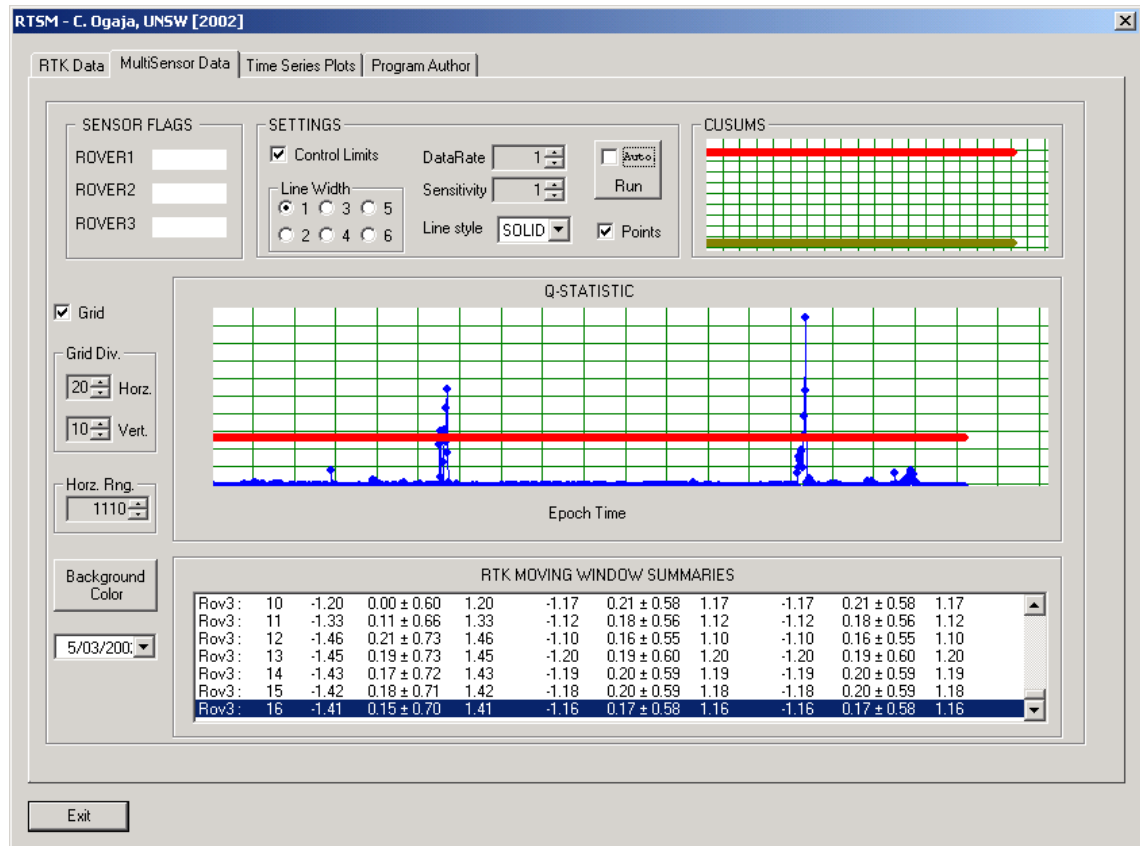 RTSM - C. Ogaja, UNSW [2002]
RTK Data MultiSensor Data Time Series Plots Program Author
SENSOR FLAGS
ROVER1
ROVER2
ROVER3
SETTINGS
Control Limits
Line Width
1 3 5
2 4 6
DataRate 1
Sensitivity 1
Line style SOLID
Auto
Run
Points
CUSUMS
Grid
Grid Div.
20 Horz.
10 Vert.
Horz. Rng.
1110
Background
Color
5/03/200
Q-STATISTIC
Epoch Time
RTK MOVING WINDOW SUMMARIES
Rov3 : 10 -1.20 0.00 ± 0.60 1.20 -1.17 0.21 ± 0.58 1.17 -1.17 0.21 ± 0.58 1.17
Rov3 : 11 -1.33 0.11 ± 0.66 1.33 -1.12 0.18 ± 0.56 1.12 -1.12 0.18 ± 0.56 1.12
Rov3 : 12 -1.46 0.21 ± 0.73 1.46 -1.10 0.16 ± 0.55 1.10 -1.10 0.16 ± 0.55 1.10
Rov3 : 13 -1.45 0.19 ± 0.73 1.45 -1.20 0.19 ± 0.60 1.20 -1.20 0.19 ± 0.60 1.20
Rov3 : 14 -1.43 0.17 ± 0.72 1.43 -1.19 0.20 ± 0.59 1.19 -1.19 0.20 ± 0.59 1.19
Rov3 : 15 -1.42 0.18 ± 0.71 1.42 -1.18 0.20 ± 0.59 1.18 -1.18 0.20 ± 0.59 1.18
Rov3 : 16 -1.41 0.15 ± 0.70 1.41 -1.16 0.17 ± 0.58 1.16 -1.16 0.17 ± 0.58 1.16
Exit